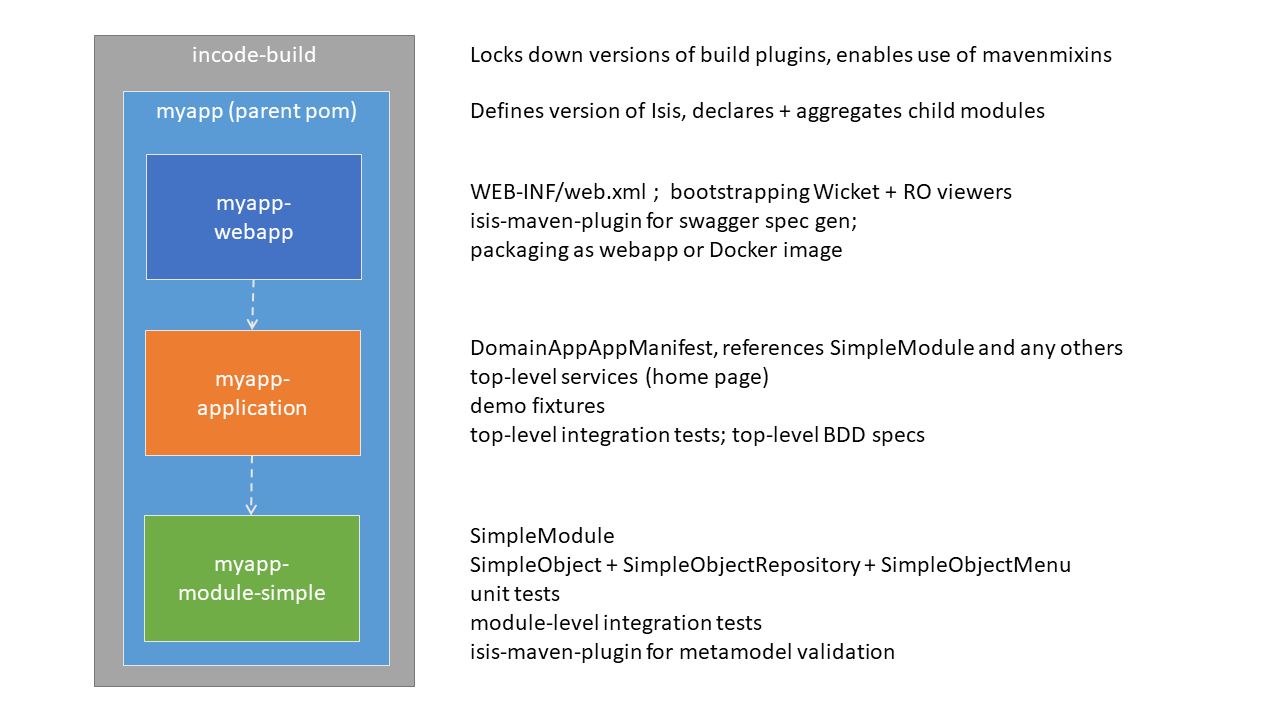 incode-build
Locks down versions of build plugins, enables use of mavenmixins
myapp (parent pom)
Defines version of Isis, declares + aggregates child modules
myapp-
webapp
WEB-INF/web.xml ;  bootstrapping Wicket + RO viewers
isis-maven-plugin for swagger spec gen;
packaging as webapp or Docker image
myapp-
application
DomainAppAppManifest, references SimpleModule and any others
top-level services (home page)
demo fixtures
top-level integration tests; top-level BDD specs
myapp-
module-simple
SimpleModule
SimpleObject + SimpleObjectRepository + SimpleObjectMenu
unit tests
module-level integration tests
isis-maven-plugin for metamodel validation